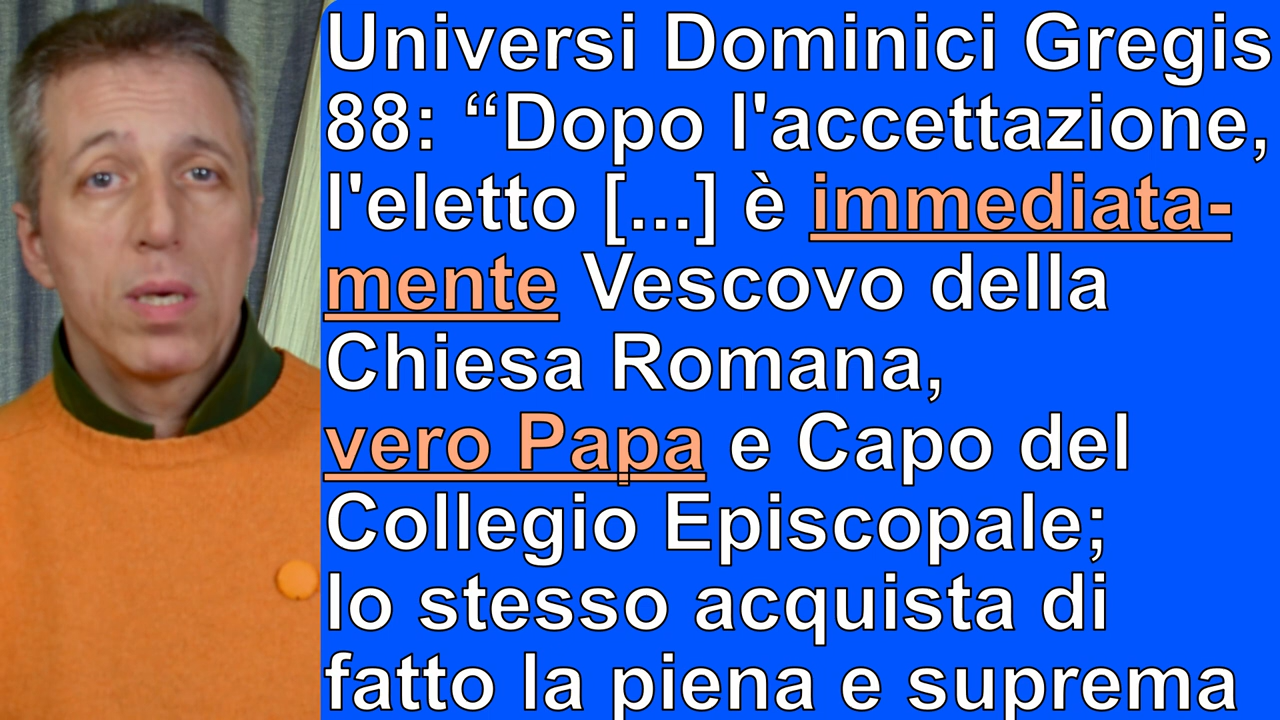 Universi Dominici Gregis
88: “Dopo l'accettazione,
l'eletto [...] è immediata-
mente Vescovo della
Chiesa Romana,
vero Papa e Capo del
Collegio Episcopale;
lo stesso acquista di
fatto la piena e suprema